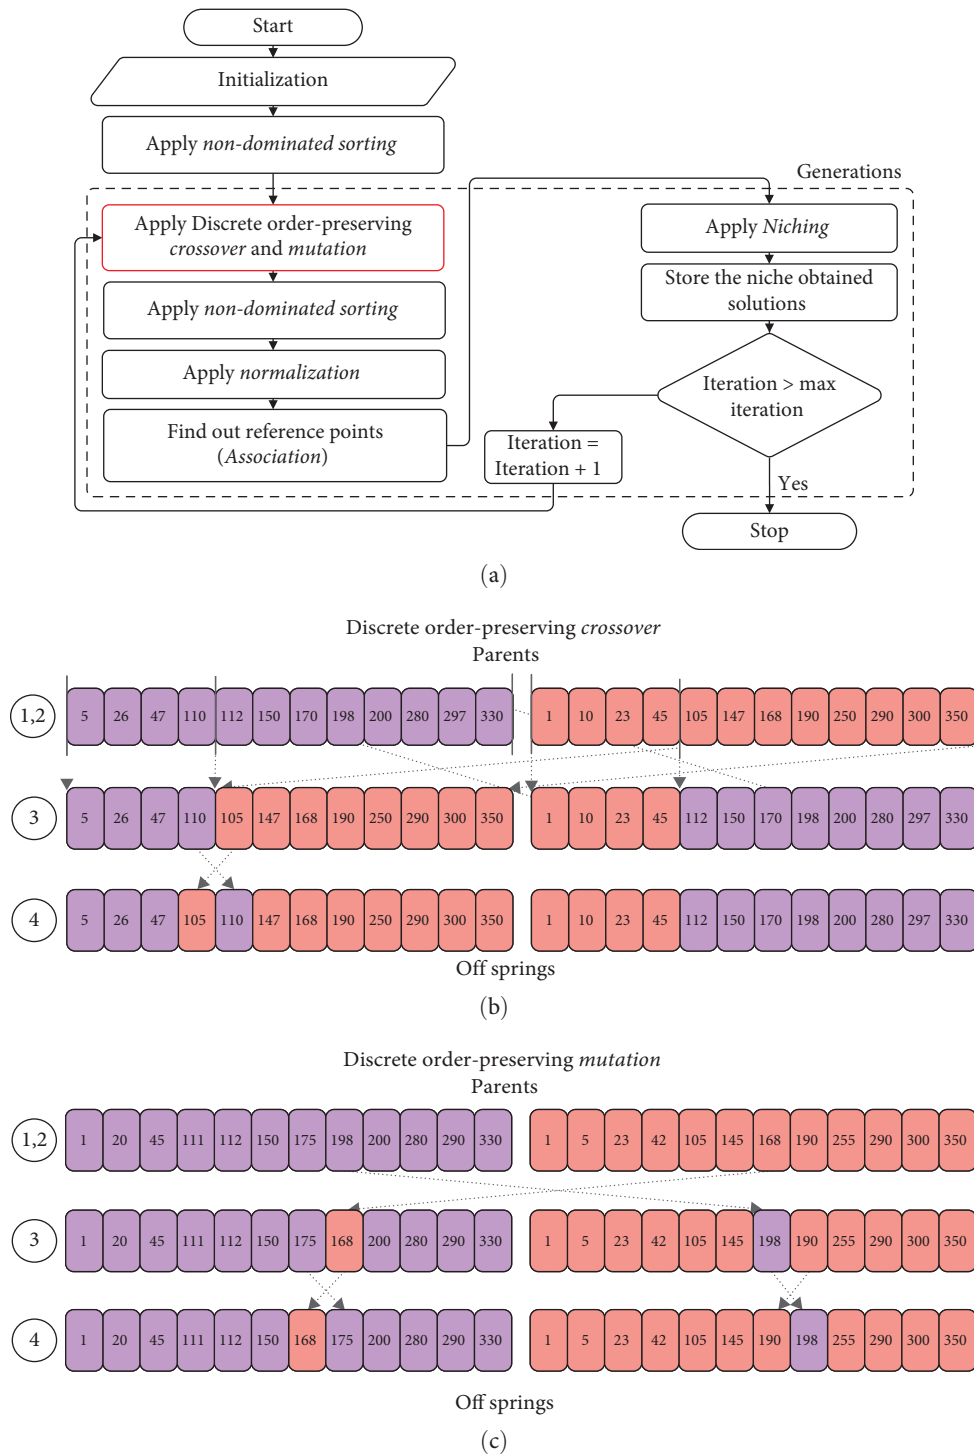 Start
Initialization
Apply non-dominated sorting
Generations
Apply Discrete order-preserving
crossover and mutation
Apply non-dominated sorting
Apply normalization
Find out reference points
(Association)
Apply Niching
Store the niche obtained
solutions
Iteration > max
iteration
Iteration =
Iteration + 1
Yes
Stop
(a)
Discrete order-preserving crossover
Parents
1,2 5 26 47 110 112 150 170 198 200 280 297 330 1 10 23 45 105 147 168 190 250 290 300 350
3 5 26 47 110 105 147 168 190 250 290 300 350 1 10 23 45 112 150 170 198 200 280 297 330
4 5 26 47 105 110 147 168 190 250 290 300 350 1 10 23 45 112 150 170 198 200 280 297 330
Off springs
(b)
Discrete order-preserving mutation
Parents
1,2 1 20 45 111 112 150 175 198 200 280 290 330 1 5 23 42 105 145 168 190 255 290 300 350
3 1 20 45 111 112 150 175 168 200 280 290 330 1 5 23 42 105 145 198 190 255 290 300 350
4 1 20 45 111 112 150 168 175 200 280 290 330 1 5 23 42 105 145 190 198 255 290 300 350
Off springs
(c)